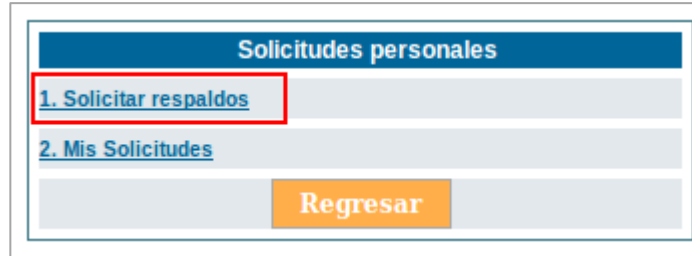 Solicitudes personales
1. Solicitar respaldos
2. Mis Solicitudes
Regresar